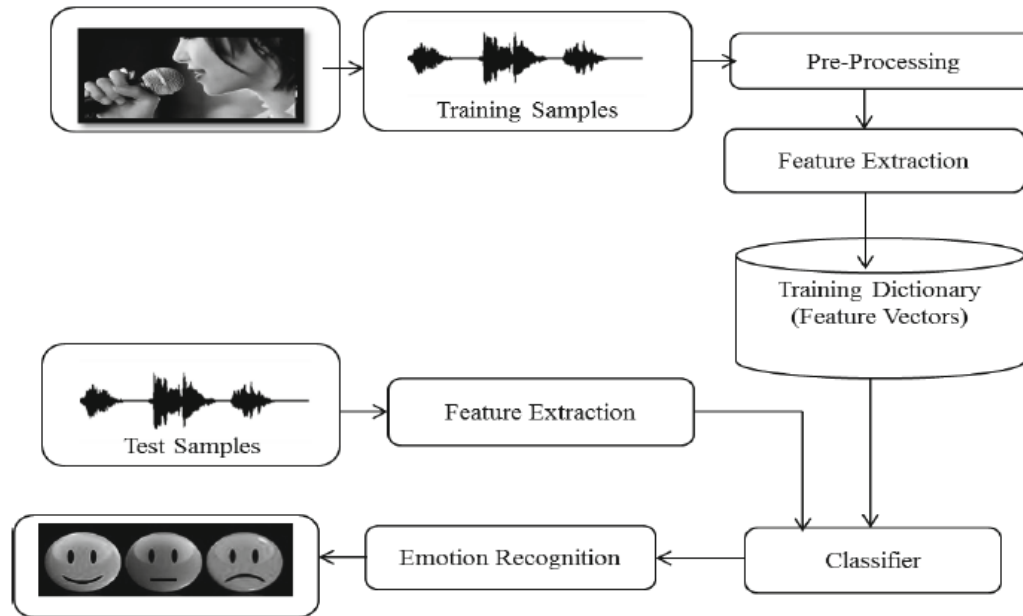 Training Samples
Pre-Processing
Feature Extraction
Training Dictionary
(Feature Vectors)
Test Samples
Feature Extraction
Emotion Recognition
Classifier